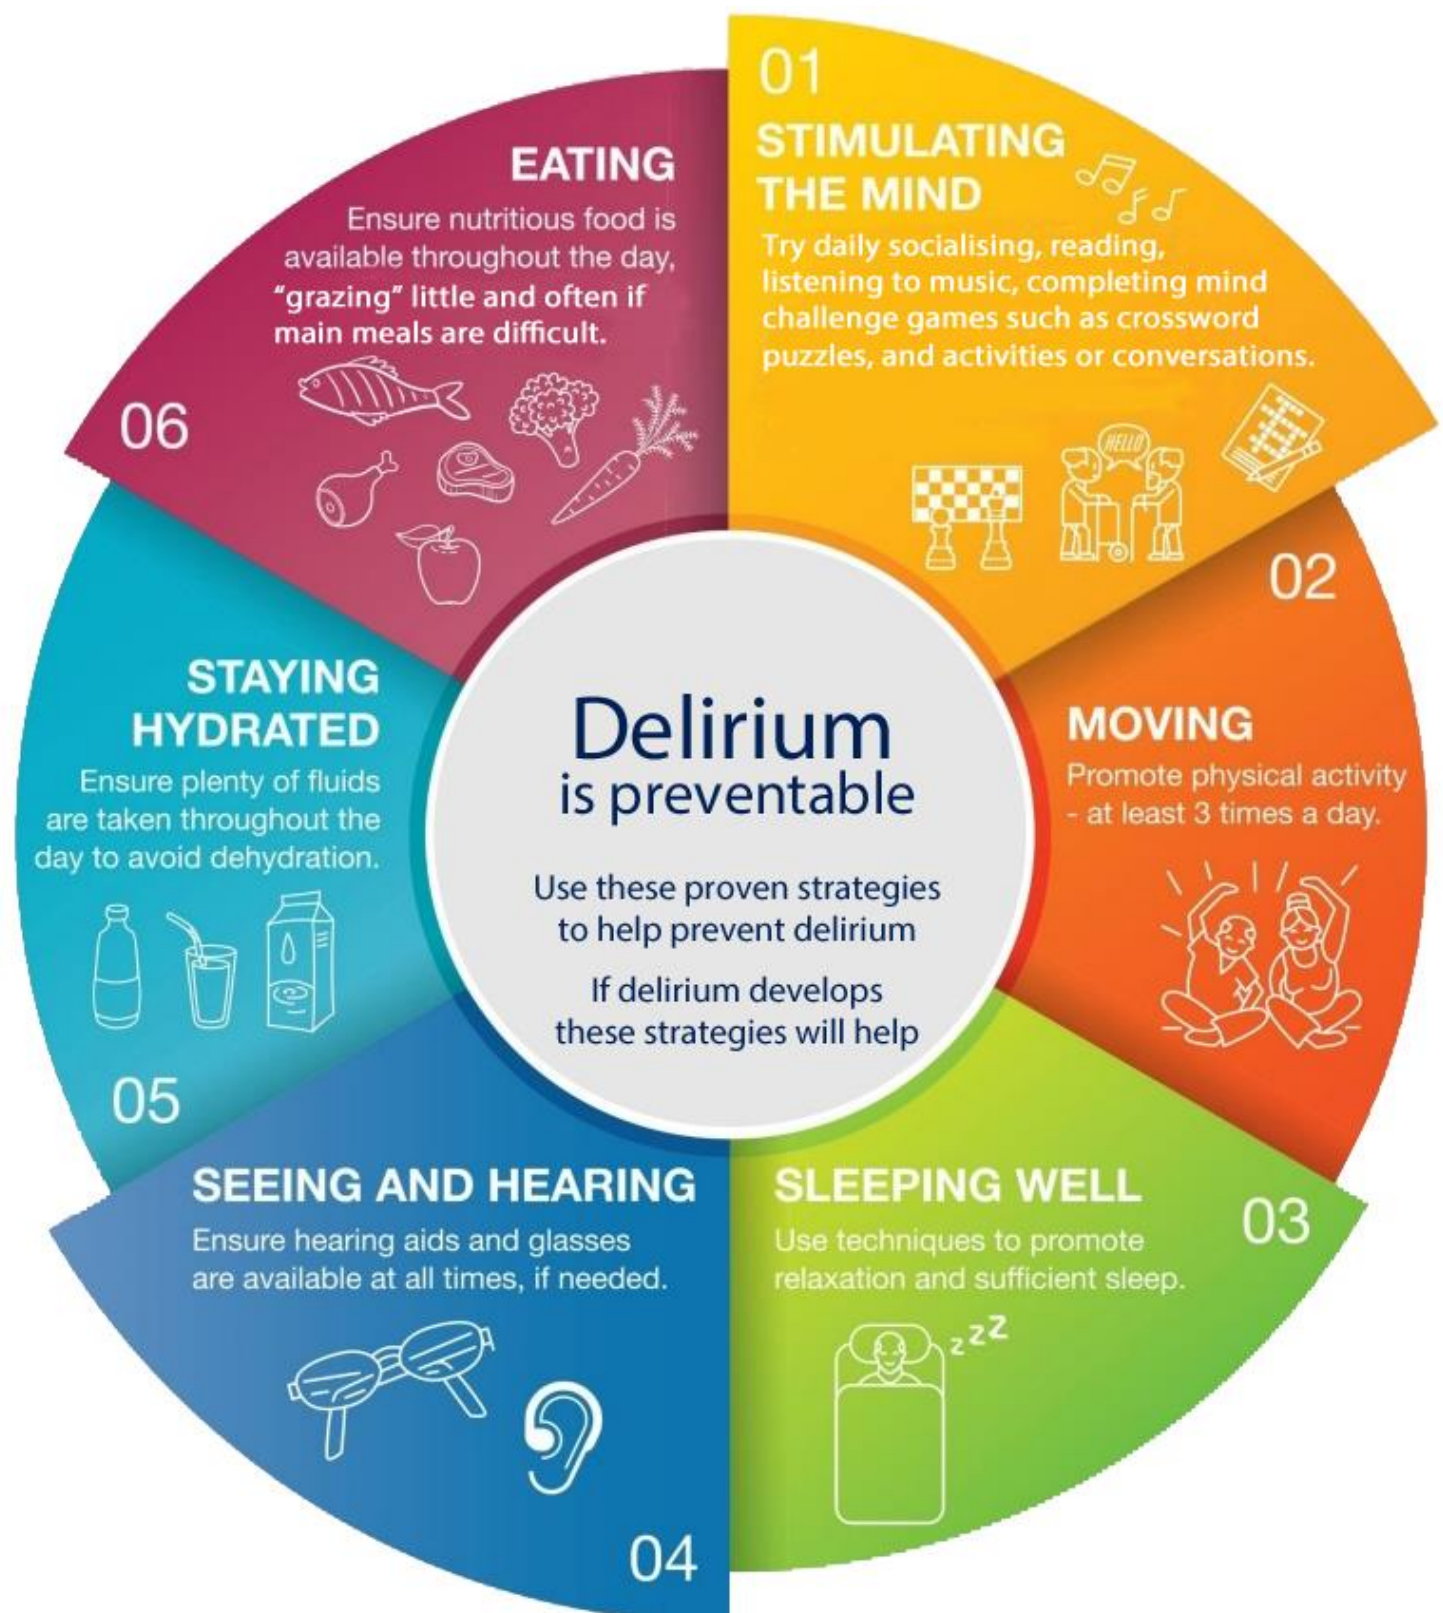 Delirium
is preventable
Use these proven strategies
to help prevent delirium
If delirium develops
these strategies will help
01
STIMULATING
THE MIND
Try daily socialising, reading,
listening to music, completing mind
challenge games such as crossword
puzzles, and activities or conversations.
HELLO
02
MOVING
Promote physical activity
- at least 3 times a day.
03
SLEEPING WELL
Use techniques to promote
relaxation and sufficient sleep.
zzz
04
SEEING AND HEARING
Ensure hearing aids and glasses
are available at all times, if needed.
05
STAYING
HYDRATED
Ensure plenty of fluids
are taken throughout the
day to avoid dehydration.
06
EATING
Ensure nutritious food is
available throughout the day,
“grazing” little and often if
main meals are difficult.